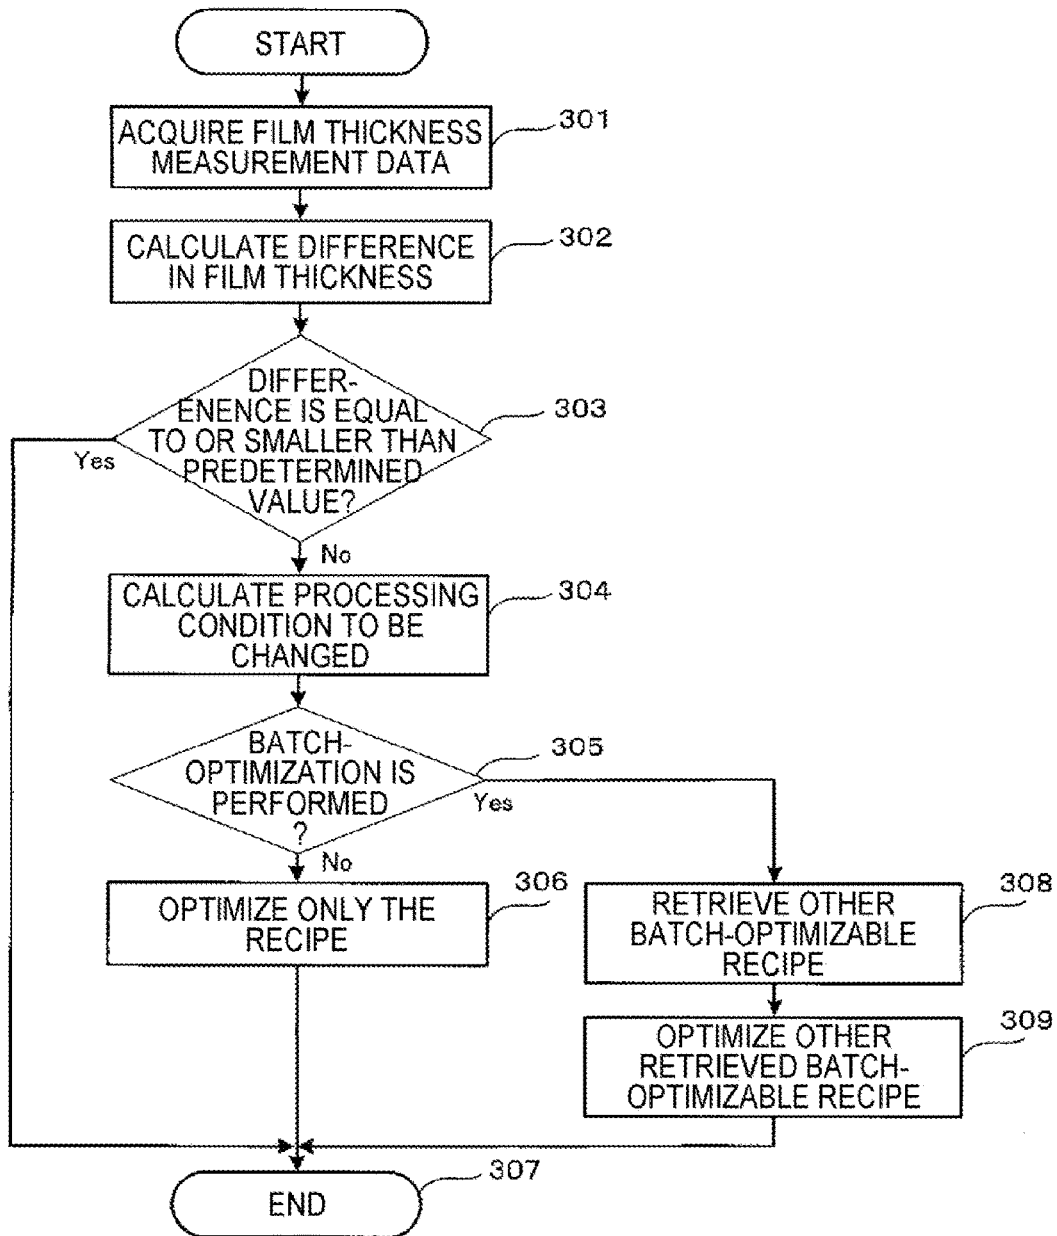 START
301
ACQUIRE FILM THICKNESS
MEASUREMENT DATA
302
CALCULATE DIFFERENCE
IN FILM THICKNESS
303
DIFFER-
ENENCE IS EQUAL
TO OR SMALLER THAN
PREDETERMINED
VALUE?
Yes
No
304
CALCULATE PROCESSING
CONDITION TO BE
CHANGED
305
BATCH-
OPTIMIZATION IS
PERFORMED
?
Yes
No
306
OPTIMIZE ONLY THE
RECIPE
308
RETRIEVE OTHER
BATCH-OPTIMIZABLE
RECIPE
309
OPTIMIZE OTHER
RETRIEVED BATCH-
OPTIMIZABLE RECIPE
307
END